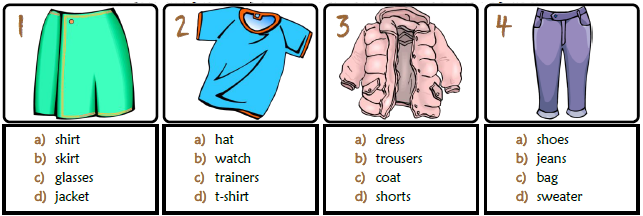 1
a) shirt
b) skirt
c) glasses
d) jacket
2
a) hat
b) watch
c) trainers
d) t-shirt
3
a) dress
b) trousers
c) coat
d) shorts
4
a) shoes
b) jeans
c) bag
d) sweater